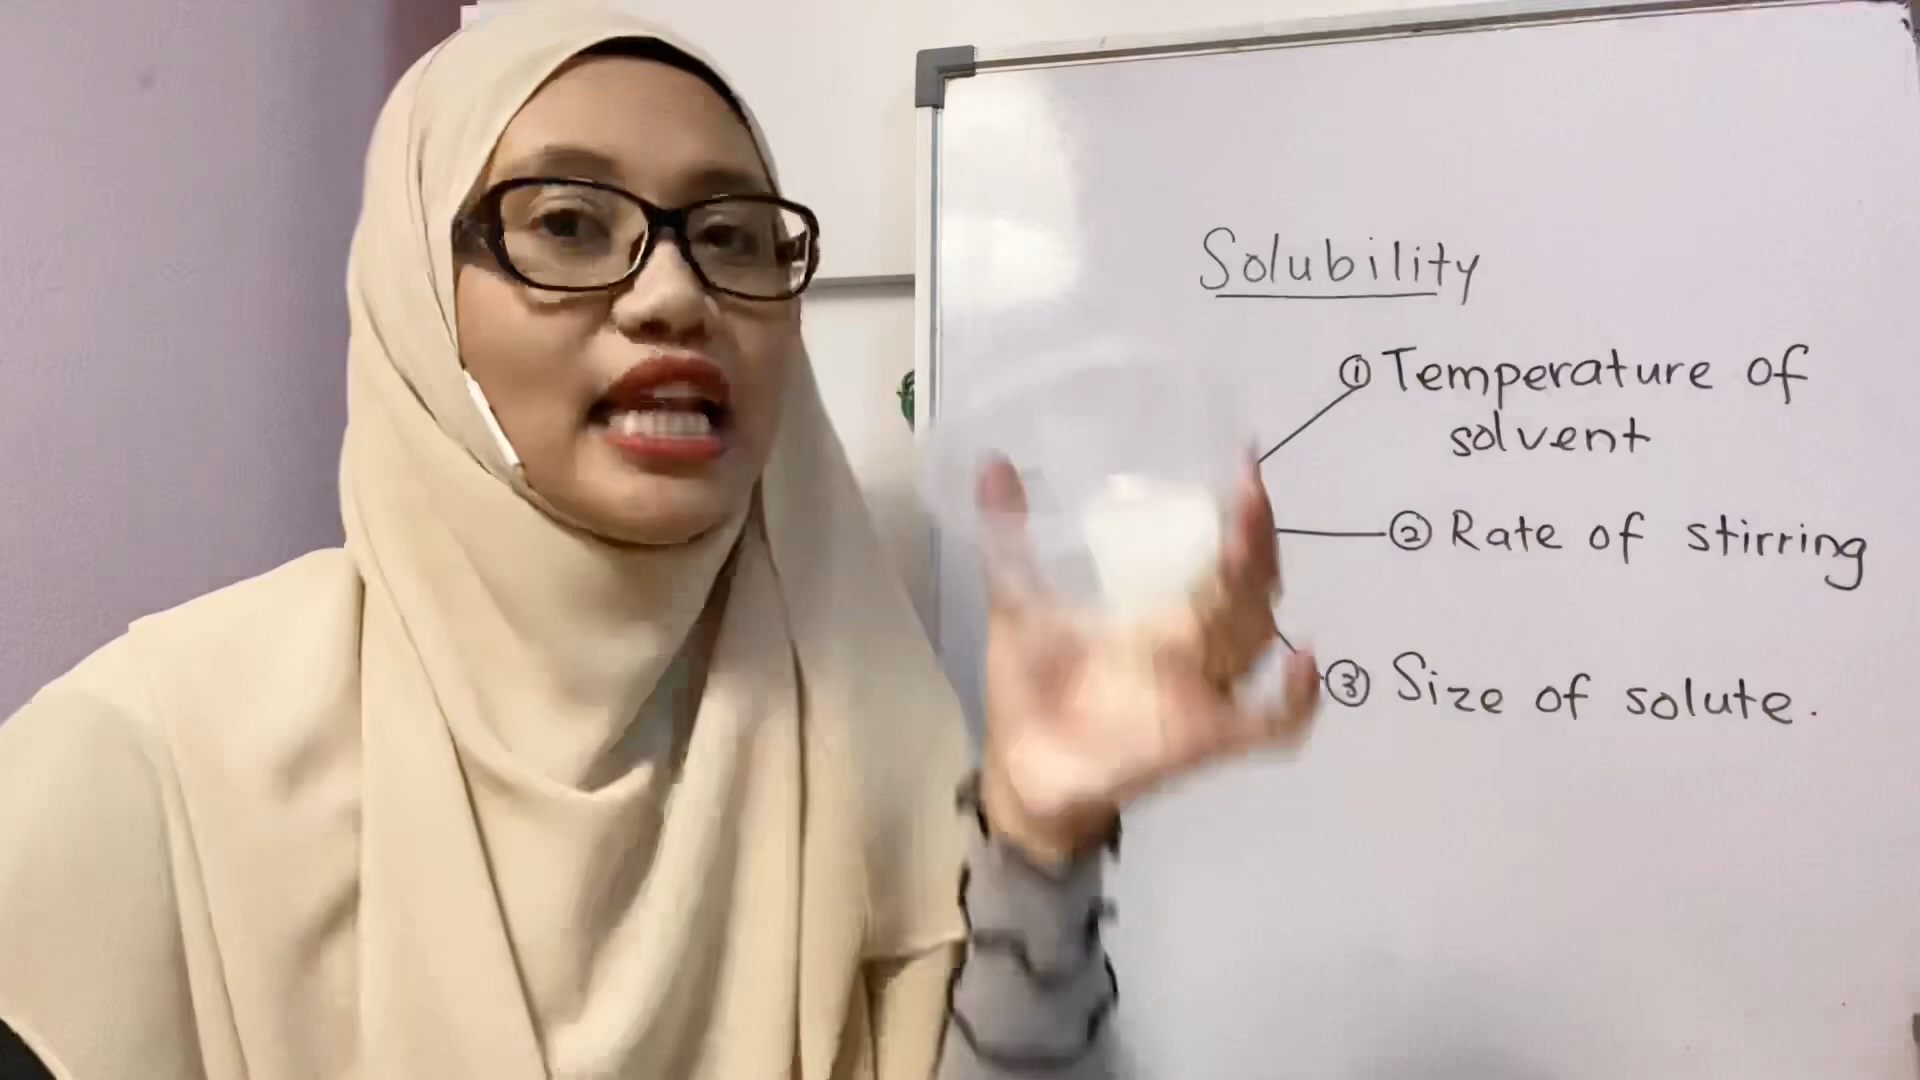 Solubility
① Temperature of
solvent
② Rate of stirring
③ Size of solute.